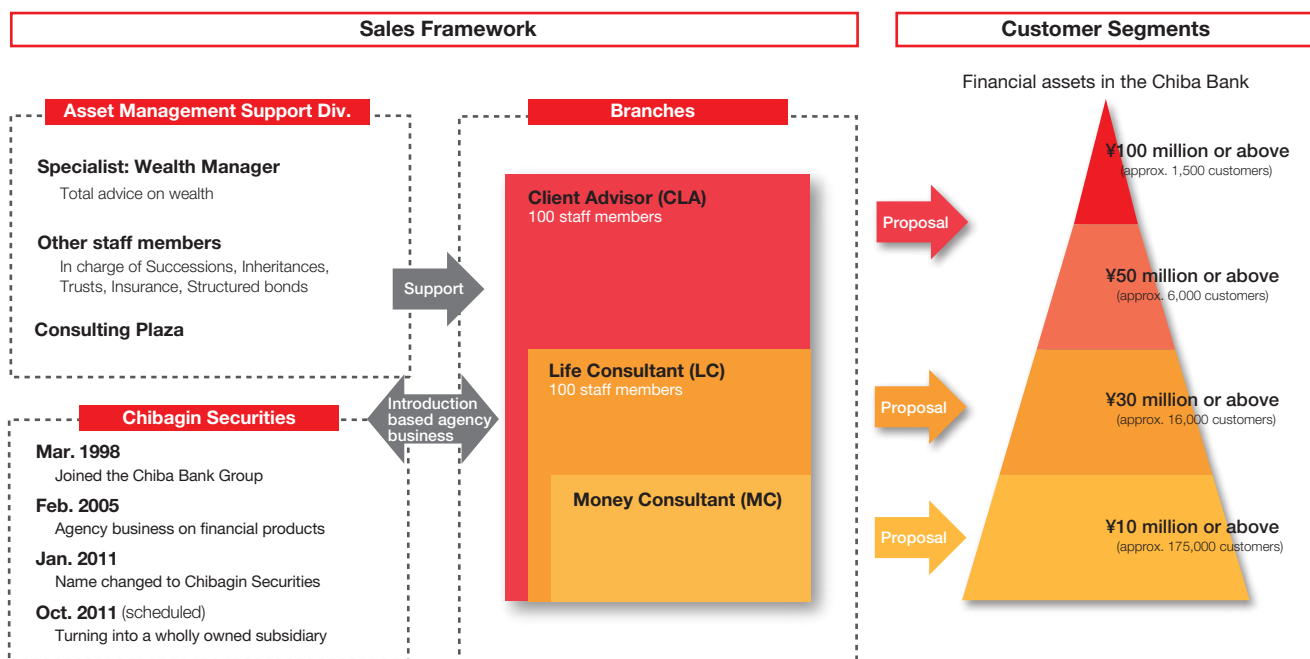 Sales Framework
Customer Segments
Asset Management Support Div.
Specialist: Wealth Manager
Total advice on wealth
Other staff members
In charge of Successions, Inheritances,
Trusts, Insurance, Structured bonds
Consulting Plaza
Support
Chibagin Securities
Mar. 1998
Joined the Chiba Bank Group
Feb. 2005
Agency business on financial products
Jan. 2011
Name changed to Chibagin Securities
Oct. 2011 (scheduled)
Turning into a wholly owned subsidiary
Introduction
based agency
business
Branches
Client Advisor (CLA)
100 staff members
Life Consultant (LC)
100 staff members
Money Consultant (MC)
Proposal
Proposal
Proposal
Financial assets in the Chiba Bank
¥100 million or above
(approx. 1,500 customers)
¥50 million or above
(approx. 6,000 customers)
¥30 million or above
(approx. 16,000 customers)
¥10 million or above
(approx. 175,000 customers)